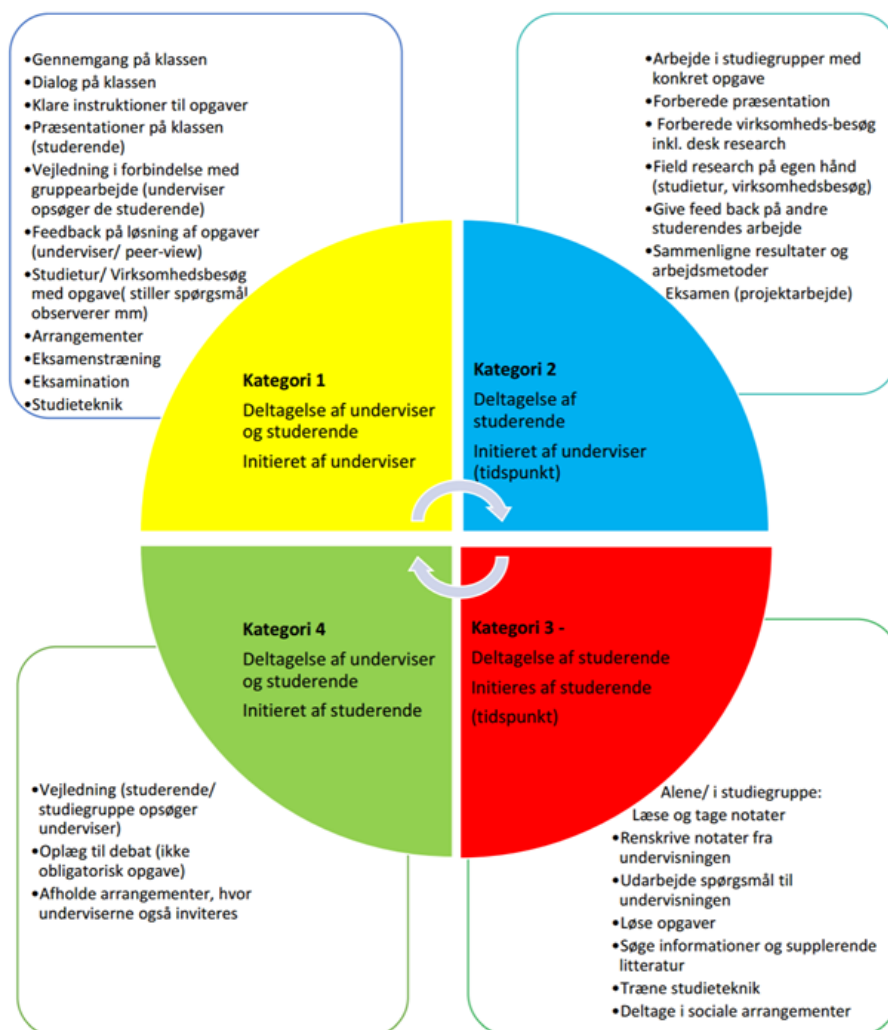 •Gennemgang på klassen
•Dialog på klassen
•Klare instruktioner til opgaver
•Præsentationer på klassen
(studerende)
•Vejledning i forbindelse med
gruppearbejde (underviser
opsøger de studerende)
•Feedback på løsning af opgaver
(underviser/ peer-view)
•Studietur/ Virksomhedsbesøg
med opgave( stiller spørgsmål
observerer mm)
•Arrangementer
•Eksamenstræning
•Eksamination
•Studieteknik
•Arbejde i studiegrupper med
konkret opgave
•Forberede præsentation
• Forberede virksomheds-besøg
inkl. desk research
•Field research på egen hånd
(studietur, virksomhedsbesøg)
•Give feed back på andre
studerendes arbejde
•Sammenligne resultater og
arbejdsmetoder
Eksamen (projektarbejde)
Kategori 1
Deltagelse af underviser
og studerende
Initieret af underviser
Kategori 2
Deltagelse af
studerende
Initieret af underviser
(tidspunkt)
Kategori 4
Deltagelse af underviser
og studerende
Initieret af studerende
Kategori 3 -
Deltagelse af studerende
Initieres af studerende
(tidspunkt)
•Vejledning (studerende/
studiegruppe opsøger
underviser)
•Oplæg til debat (ikke
obligatorisk opgave)
•Afholde arrangementer, hvor
underviserne også inviteres
Alene/ i studiegruppe:
Læse og tage notater
•Renskrive notater fra
undervisningen
•Udarbejde spørgsmål til
undervisningen
•Løse opgaver
•Søge informationer og supplerende
litteratur
•Træne studieteknik
•Deltage i sociale arrangementer